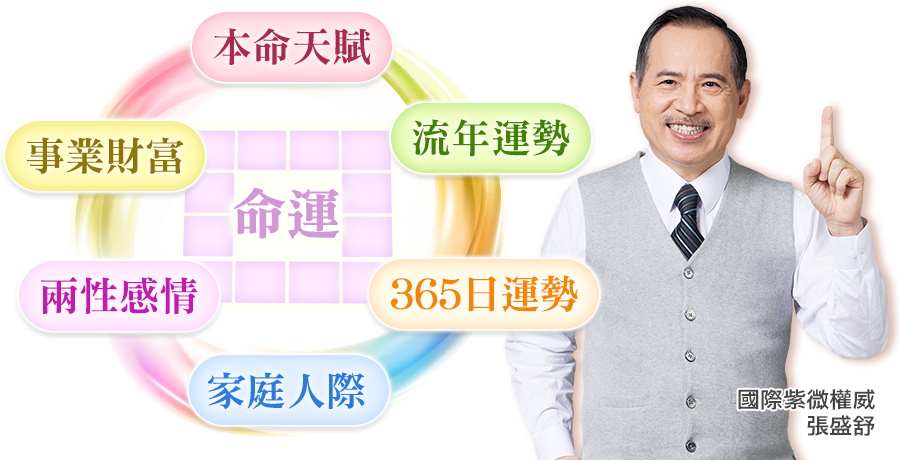 本命天賦
流年運勢
事業財富
命運
兩性感情
365日運勢
家庭人際
國際紫微權威
張盛舒